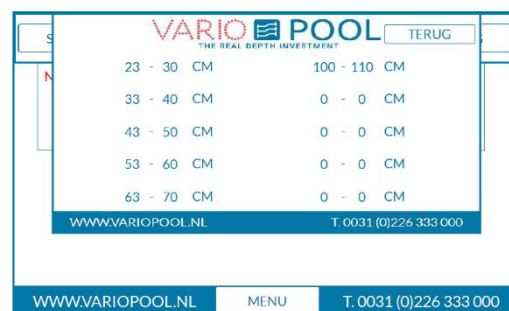 S
VARIO POOL
THE REAL DEPTH INVESTMENT
TERUG
S
N
23 - 30 CM 100 - 110 CM
33 - 40 CM 0 - 0 CM
43 - 50 CM 0 - 0 CM
53 - 60 CM 0 - 0 CM
63 - 70 CM 0 - 0 CM
WWW.VARIOPOOL.NL T. 0031 (0)226 333 000
WWW.VARIOPOOL.NL MENU T. 0031 (0)226 333 000